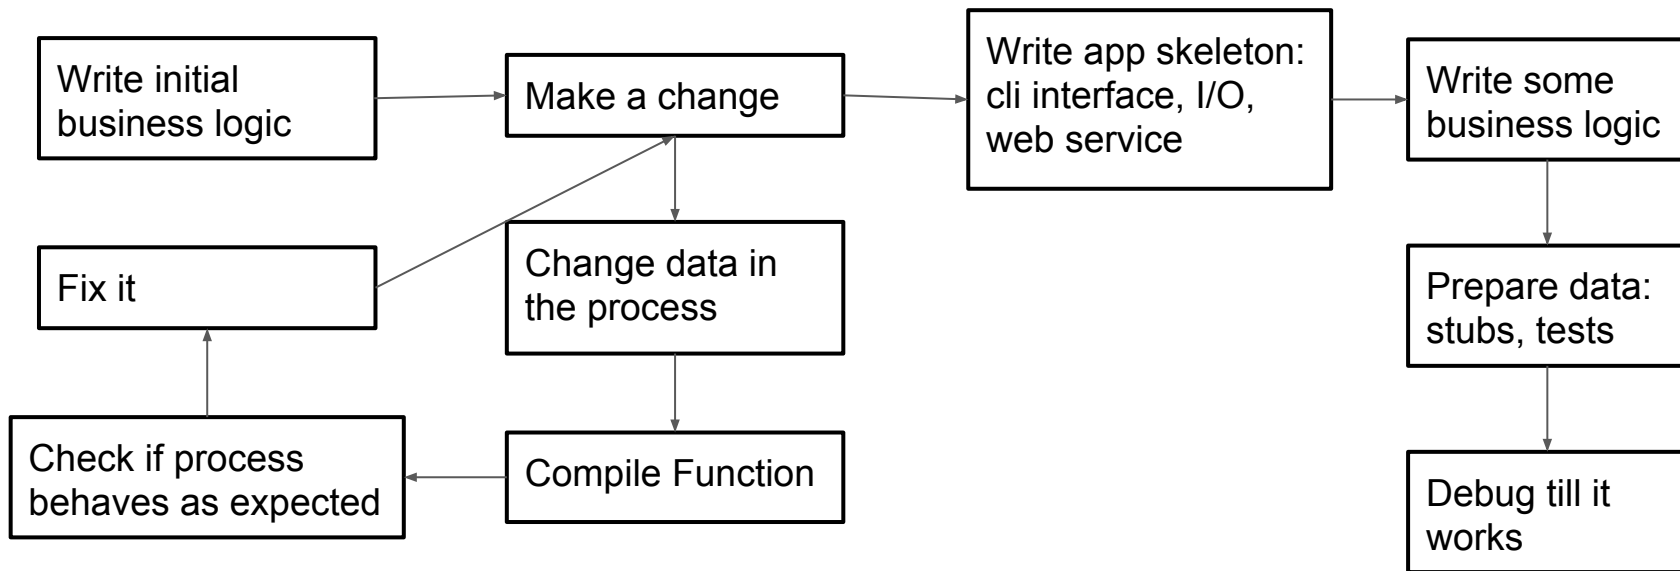 Write initial
business logic
Make a change
Write app skeleton:
cli interface, I/O,
web service
Write some
business logic
Fix it
Change data in
the process
Prepare data:
stubs, tests
Check if process
behaves as expected
Compile Function
Debug till it
works